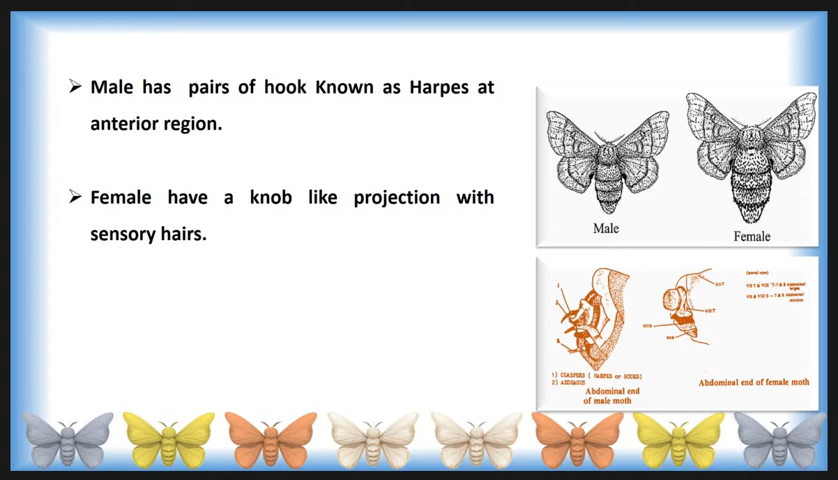 ➢ Male has pairs of hook Known as Harpes at
anterior region.
➢ Female have a knob like projection with
sensory hairs.
Male
Female
1) CLASPERS ( HARPES or HOOKS)
2) AEDEAGUS
Abdominal end
of male moth
(lateral view)
Abdominal end of female moth